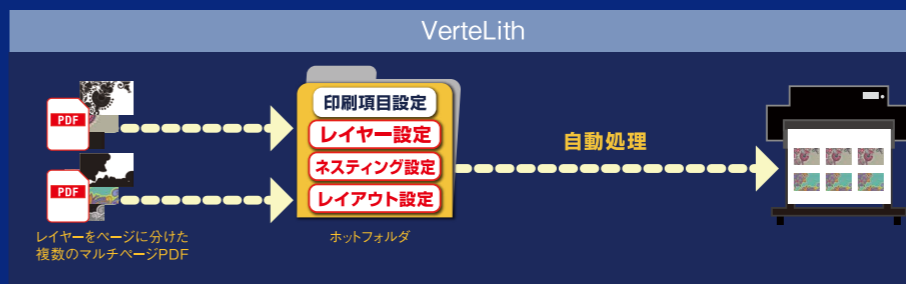 VerteLith
PDF
PDF
レイヤーをページに分けた
複数のマルチページPDF
印刷項目設定
レイヤー設定
ネスティング設定
レイアウト設定
ホットフォルダ
自動処理